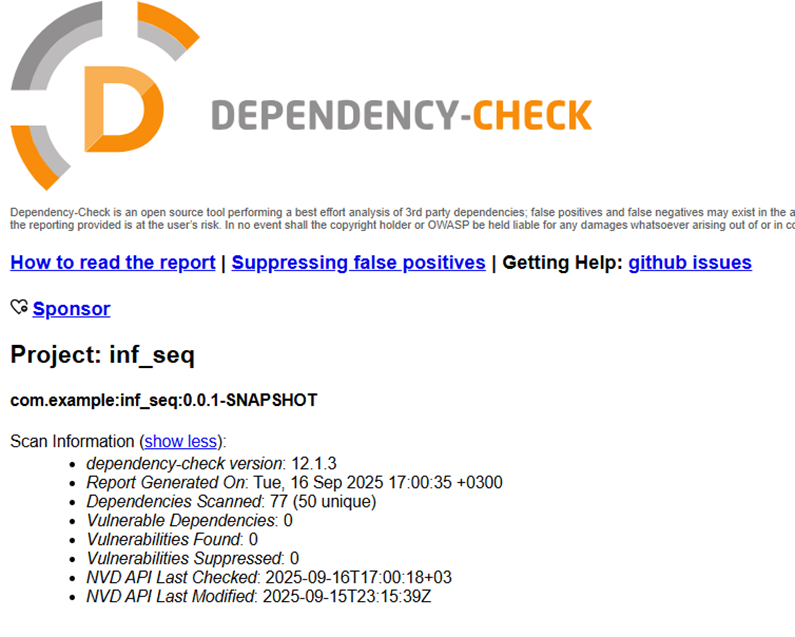 D
DEPENDENCY-CHECK
Dependency-Check is an open source tool performing a best effort analysis of 3rd party dependencies; false positives and false negatives may exist in the
the reporting provided is at the user's risk. In no event shall the copyright holder or OWASP be held liable for any damages whatsoever arising out of or in
How to read the report | Suppressing false positives | Getting Help: github issues
Sponsor
Project: inf_seq
com.example:inf_seq:0.0.1-SNAPSHOT
Scan Information (show less):
• dependency-check version: 12.1.3
• Report Generated On: Tue, 16 Sep 2025 17:00:35 +0300
• Dependencies Scanned: 77 (50 unique)
• Vulnerable Dependencies: 0
• Vulnerabilities Found: 0
• Vulnerabilities Suppressed: 0
• NVD API Last Checked: 2025-09-16T17:00:18+03
• NVD API Last Modified: 2025-09-15T23:15:39Z